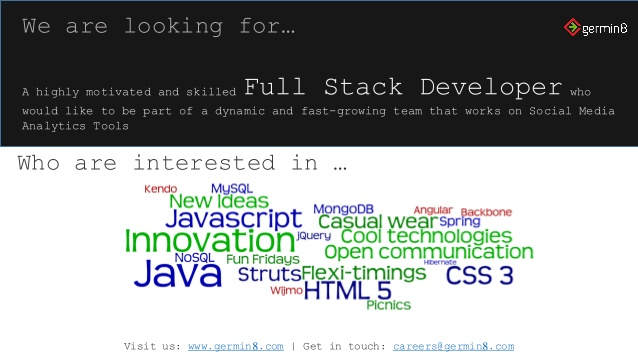 We are looking for…
germin8
A highly motivated and skilled Full Stack Developer who
would like to be part of a dynamic and fast-growing team that works on Social Media
Analytics Tools
Who are interested in …
Kendo MySQL
New Ideas
MongoDB Angular Backbone
Javascript Casual wear Spring
Innovation jQuery Cool technologies
NoSQL Fun Fridays Open communication
Hibernate
Java Struts Flexi-timings CSS 3
Wijmo HTML 5
Picnics
Visit us: www.germin8.com | Get in touch: careers@germin8.com